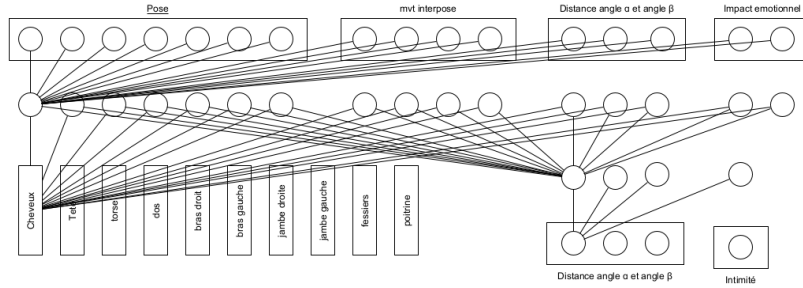 Pose
mvt interpose
Distance angle α et angle β
Impact emotionnel
Cheveux
Tete
torse
dos
bras droit
bras gauche
jambe droite
jambe gauche
fessiers
poitrine
Distance angle α et angle β
Intimité